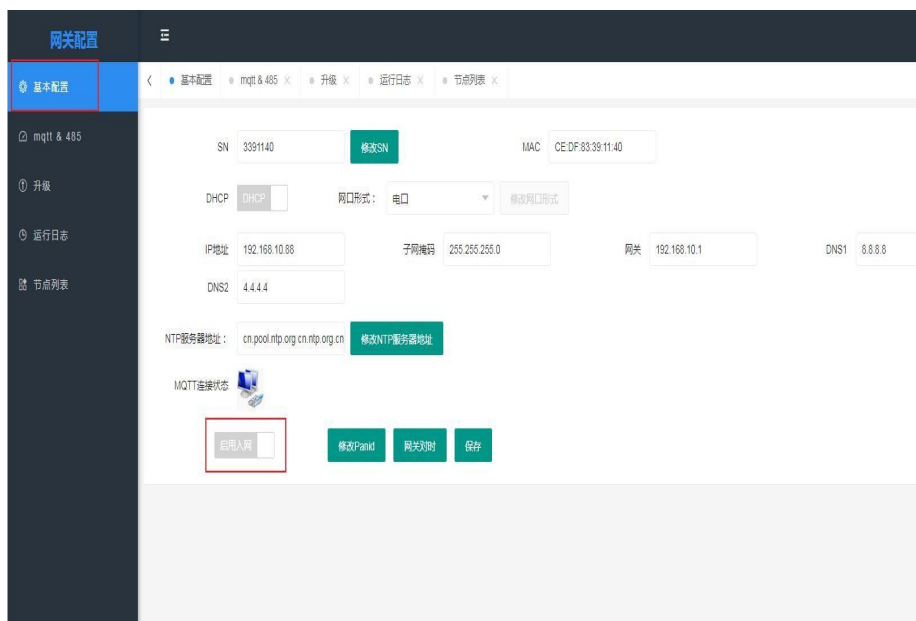 网关配置
基本配置
mqtt & 485
升级
运行日志
节点列表
基本配置 mqtt & 485 升级 运行日志 节点列表
SN 3391140 修改SN MAC CE:DF:83:39:11:40
DHCP DHCP 网口形式： 电口 修改网口形式
IP地址 192.168.10.88 子网掩码 255.255.255.0 网关 192.168.10.1 DNS1 8.8.8.8
DNS2 4.4.4.4
NTP服务器地址： cn.pool.ntp.org cn.ntp.org.cn 修改NTP服务器地址
MQTT连接状态
启用入网 修改Panid 网关对时 保存